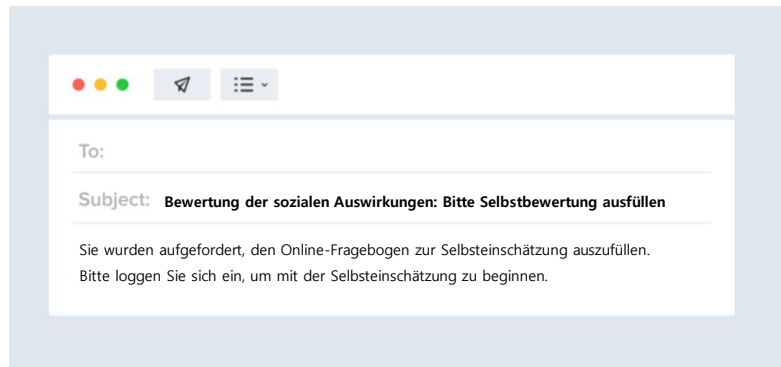 To:
Subject: Bewertung der sozialen Auswirkungen: Bitte Selbstbewertung ausfüllen
Sie wurden aufgefordert, den Online-Fragebogen zur Selbsteinschätzung auszufüllen.
Bitte loggen Sie sich ein, um mit der Selbsteinschätzung zu beginnen.